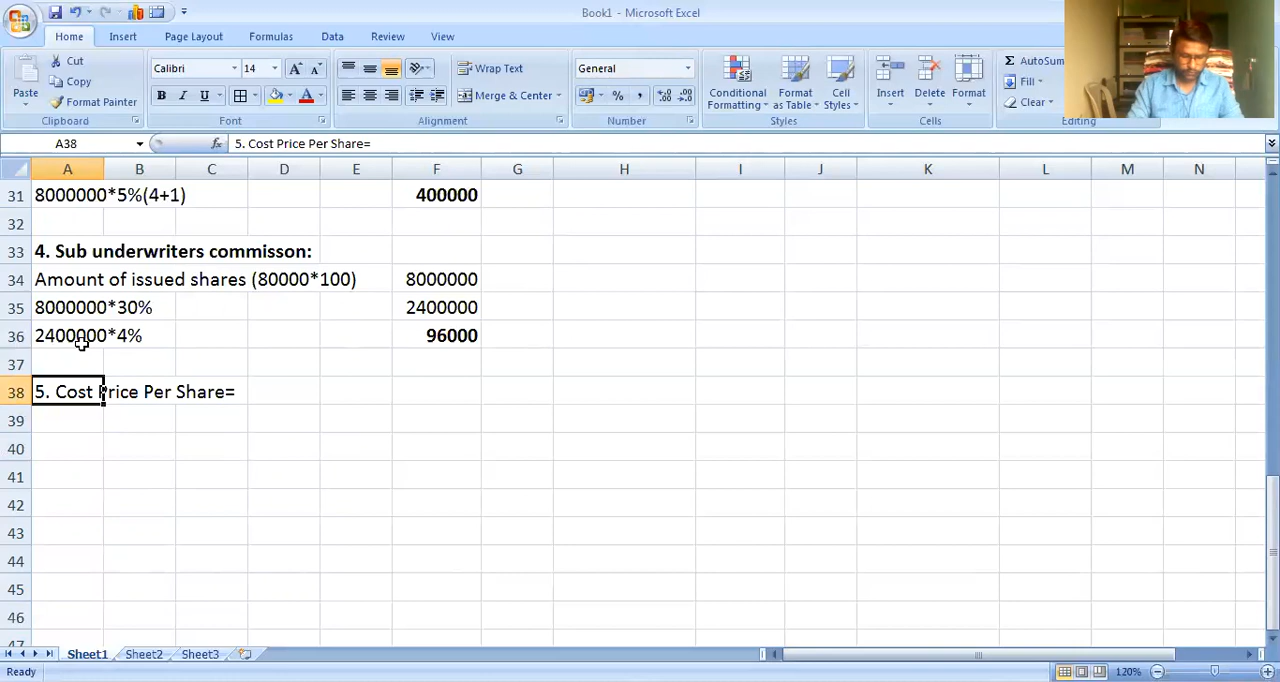 Book1 - Microsoft Excel
Home Insert Page Layout Formulas Data Review View
Paste
Cut
Copy
Format Painter
Clipboard
Calibri 14
A A
B I U A
Font
Wrap Text
Merge & Center
Alignment
General
% ,
Number
Conditional Formatting
Format as Table
Cell Styles
Styles
Insert Delete Format
Cells
Σ AutoSum
Fill
Clear
Editing
A38 fx 5. Cost Price Per Share=
A B C D E F G H I J K L M N
31 8000000*5%(4+1) 400000
32
33 4. Sub underwriters commisson:
34 Amount of issued shares (80000*100) 8000000
35 8000000*30% 2400000
36 2400000*4% 96000
37
38 5. Cost Price Per Share=
39
40
41
42
43
44
45
46
47
Sheet1 Sheet2 Sheet3
Ready 120%